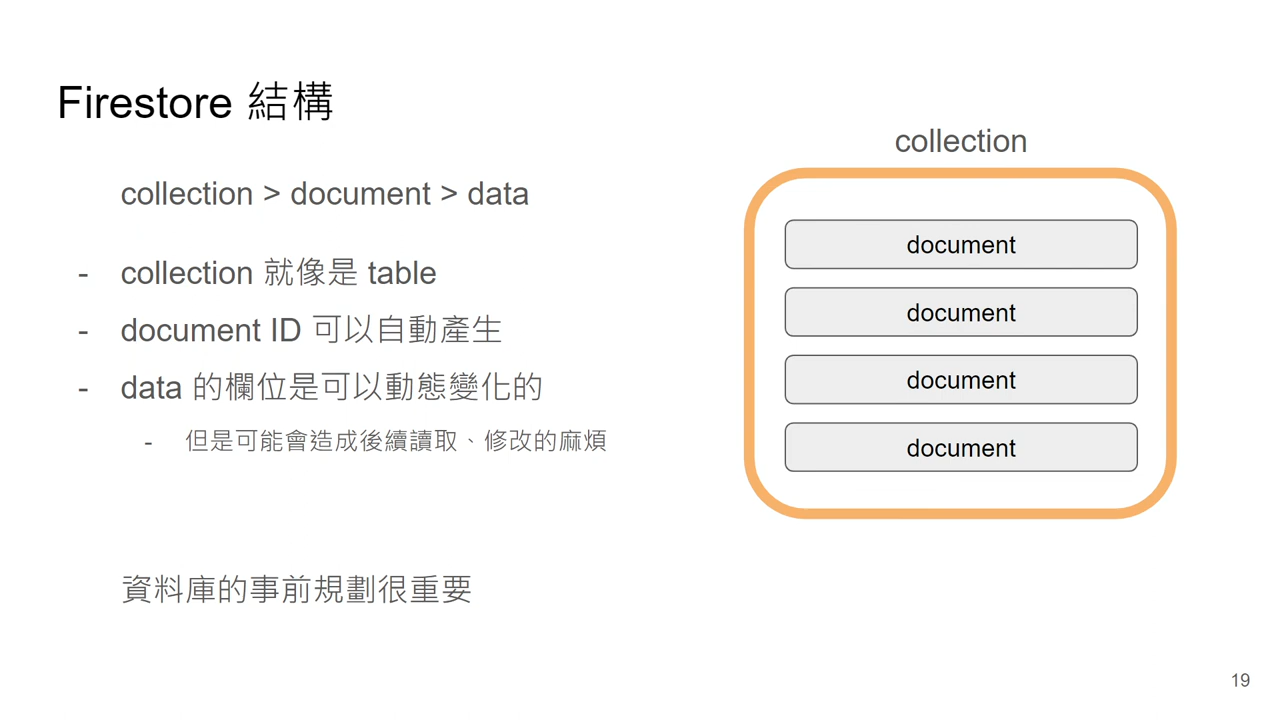 Firestore 結構
collection > document > data
- collection 就像是 table
- document ID 可以自動產生
- data 的欄位是可以動態變化的
- 但是可能會造成後續讀取、修改的麻煩
資料庫的事前規劃很重要
collection
document
document
document
document
19